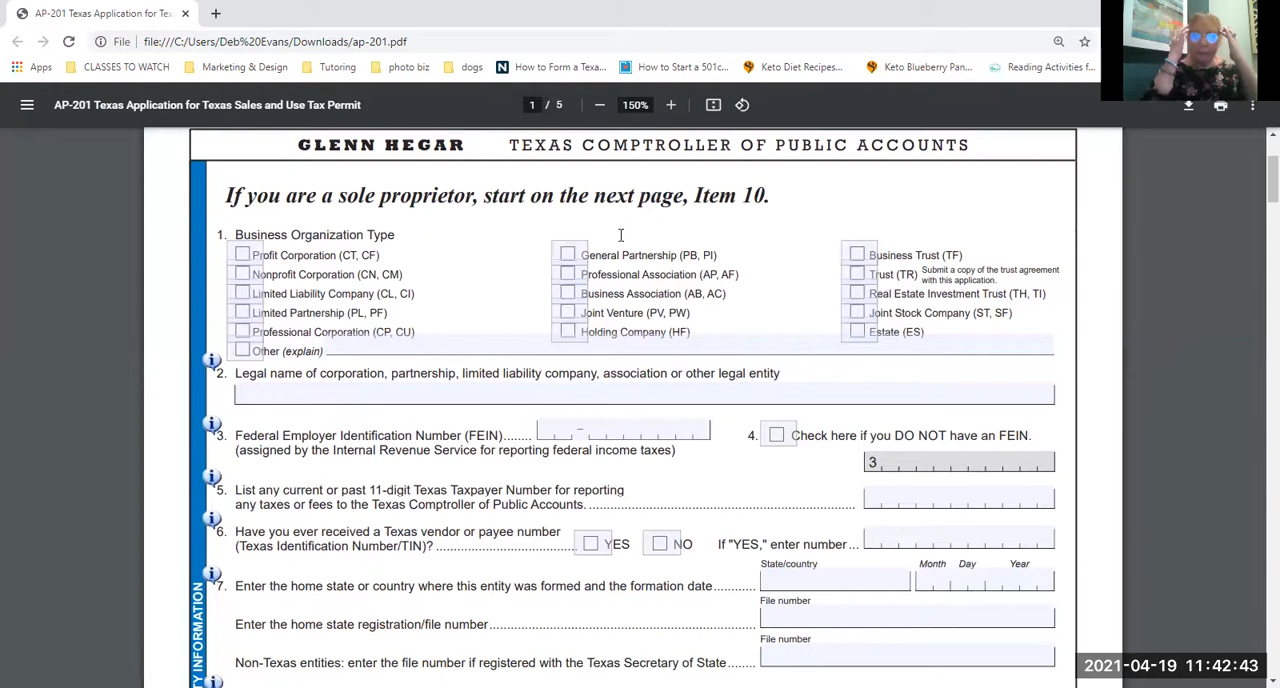 AP-201 Texas Application for Tex
File file:///C:/Users/Deb%20Evans/Downloads/ap-201.pdf
Apps CLASSES TO WATCH Marketing & Design Tutoring photo biz dogs How to Form a Texa... How to Start a 501c... Keto Diet Recipes... Keto Blueberry Pan... Reading Activities f...
AP-201 Texas Application for Texas Sales and Use Tax Permit 1 / 5 150%
GLENN HEGAR TEXAS COMPTROLLER OF PUBLIC ACCOUNTS
If you are a sole proprietor, start on the next page, Item 10.
1. Business Organization Type
Profit Corporation (CT, CF) General Partnership (PB, PI) Business Trust (TF)
Nonprofit Corporation (CN, CM) Professional Association (AP, AF) Trust (TR) Submit a copy of the trust agreement
with this application.
Limited Liability Company (CL, CI) Business Association (AB, AC) Real Estate Investment Trust (TH, TI)
Limited Partnership (PL, PF) Joint Venture (PV, PW) Joint Stock Company (ST, SF)
Professional Corporation (CP, CU) Holding Company (HF) Estate (ES)
Other (explain)
2. Legal name of corporation, partnership, limited liability company, association or other legal entity
3. Federal Employer Identification Number (FEIN)........ – 4. Check here if you DO NOT have an FEIN.
(assigned by the Internal Revenue Service for reporting federal income taxes)
3
5. List any current or past 11-digit Texas Taxpayer Number for reporting
any taxes or fees to the Texas Comptroller of Public Accounts.
6. Have you ever received a Texas vendor or payee number
(Texas Identification Number/TIN)? YES NO If "YES," enter number...
State/country Month Day Year
7. Enter the home state or country where this entity was formed and the formation date
File number
Enter the home state registration/file number
File number
Non-Texas entities: enter the file number if registered with the Texas Secretary of State
TY INFORMATION
2021-04-19 11:42:43